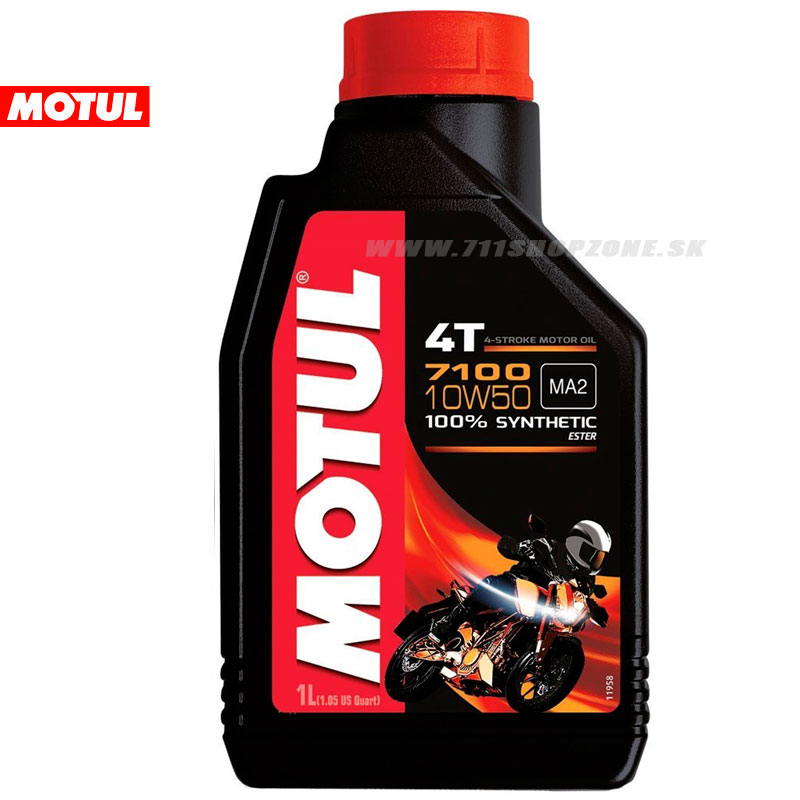 MOTUL
WWW.711SHOPZONE.SK
MOTUL®
4T 4-STROKE MOTOR OIL
7100
10W50 MA2
100% SYNTHETIC
ESTER
1L(1.05 US Quart)
11958